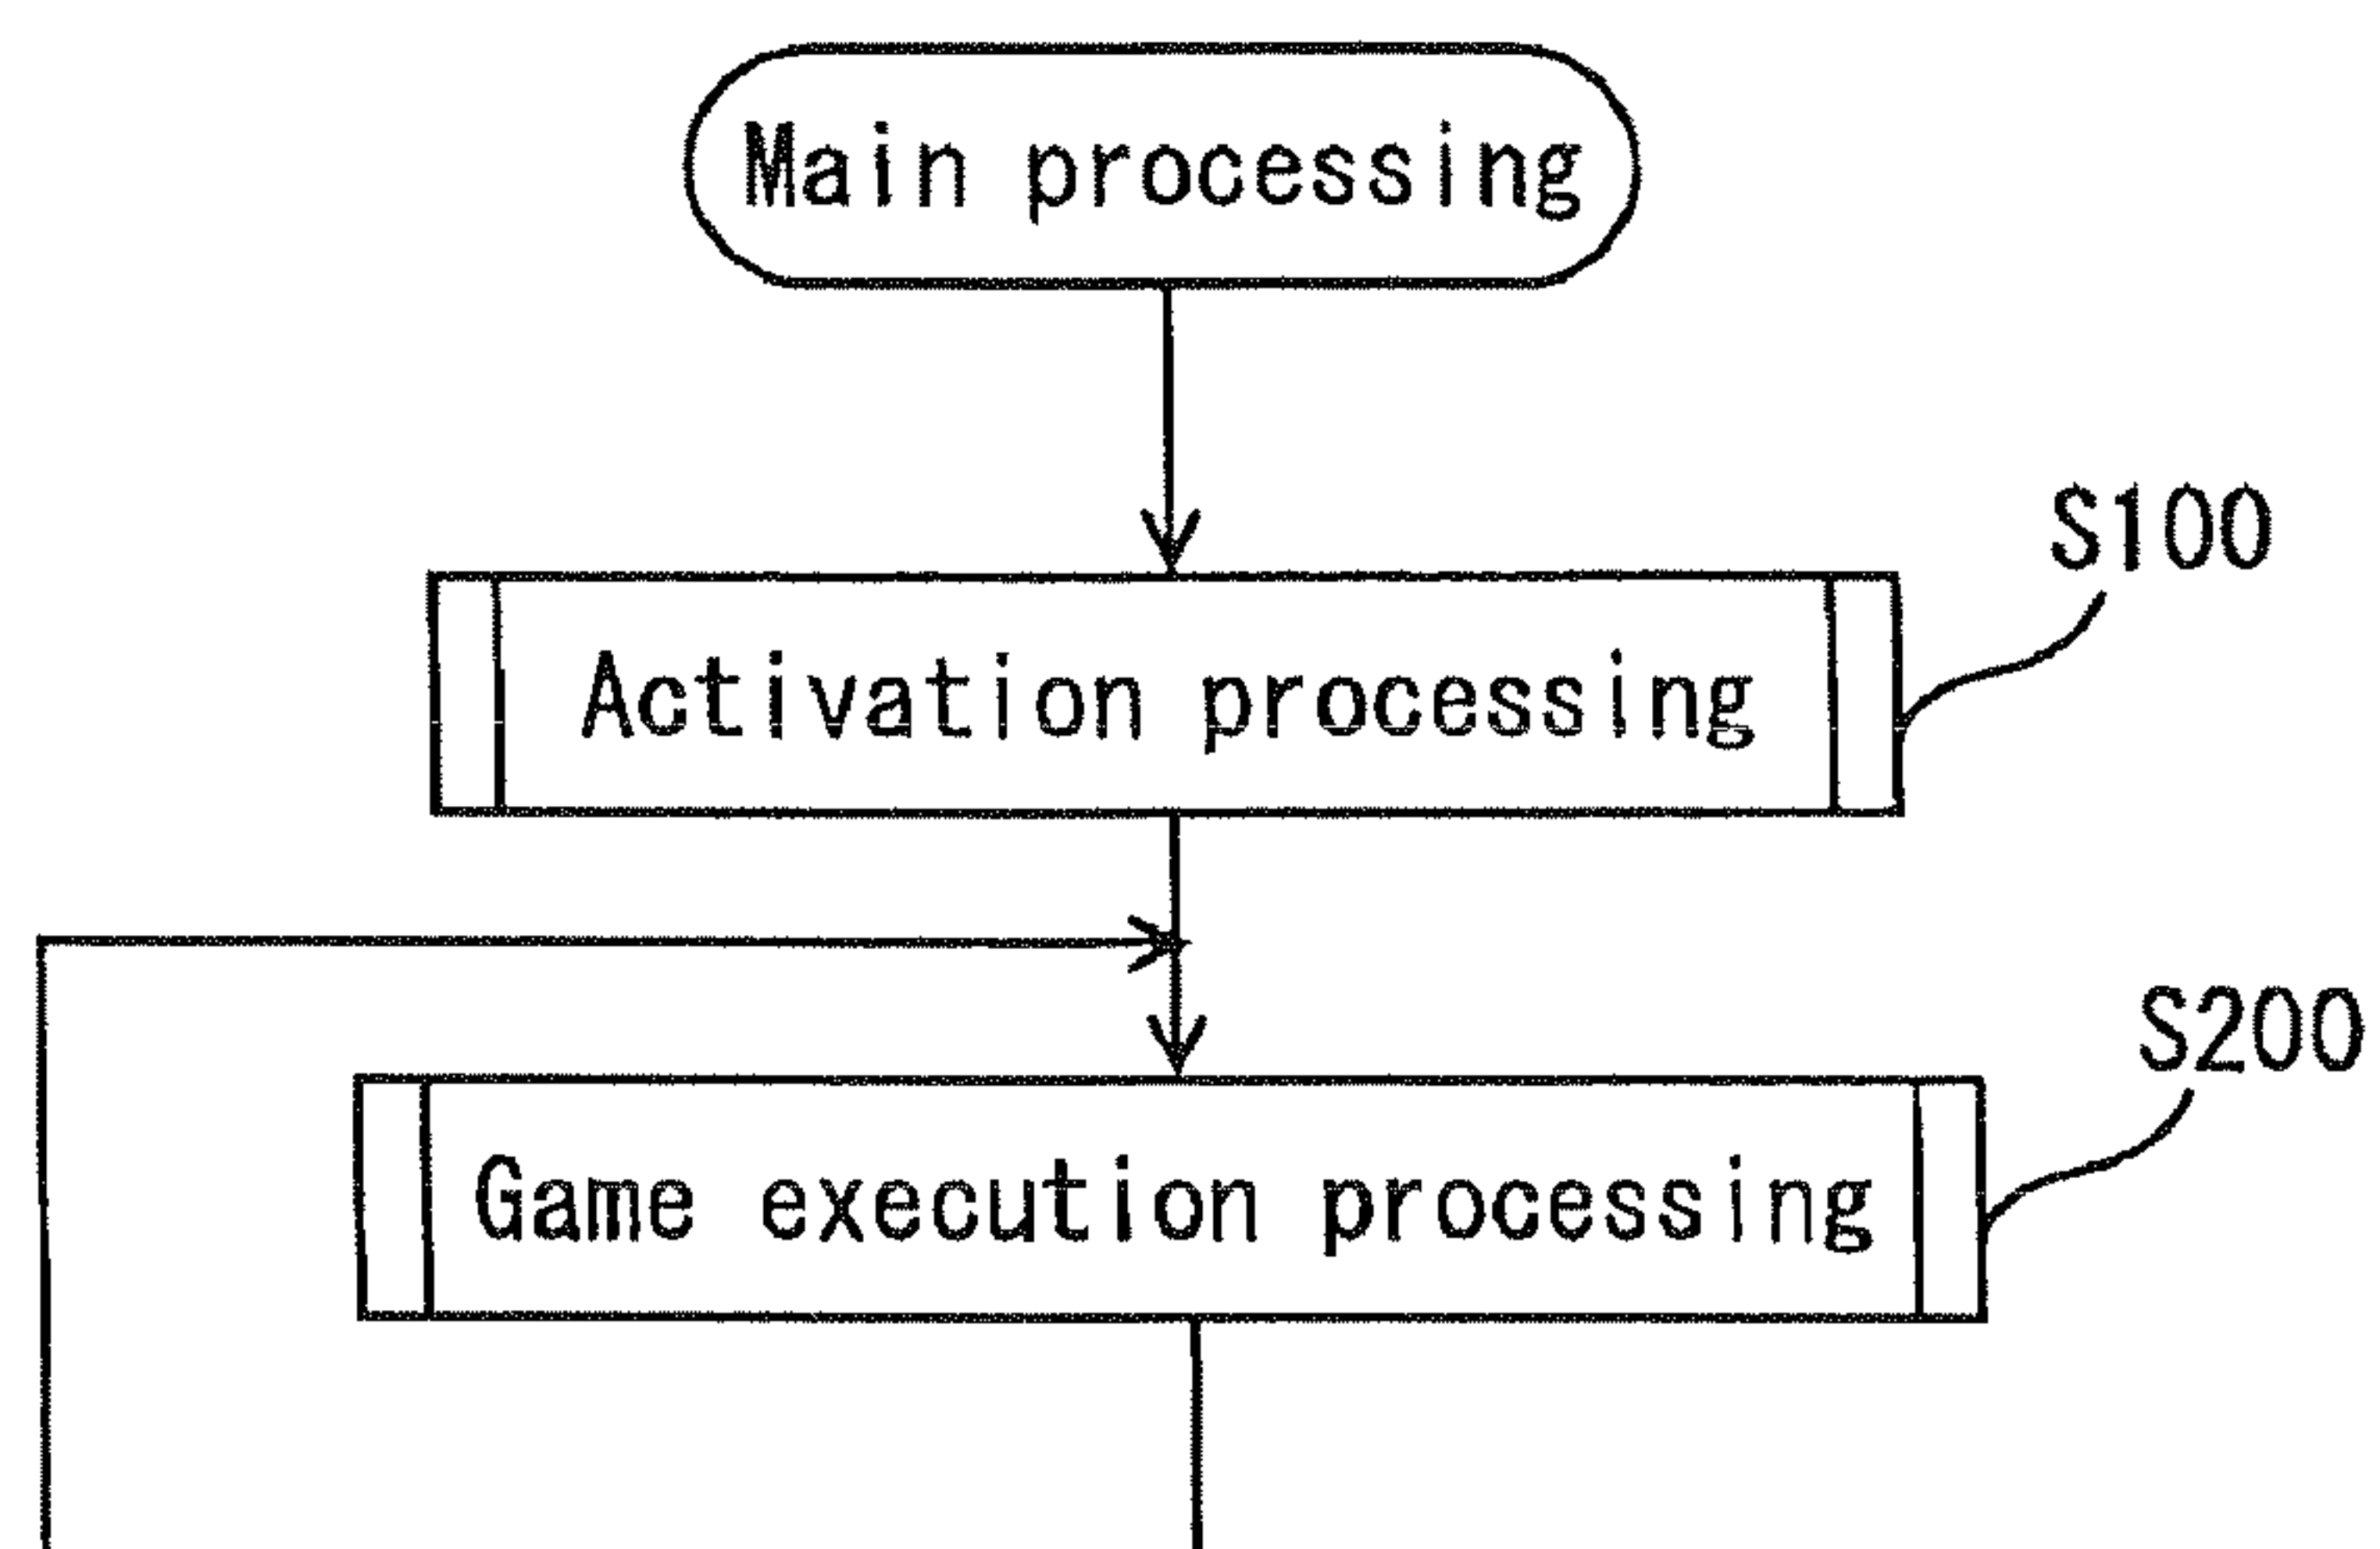 Main processing
S100
Activation processing
S200
Game execution processing